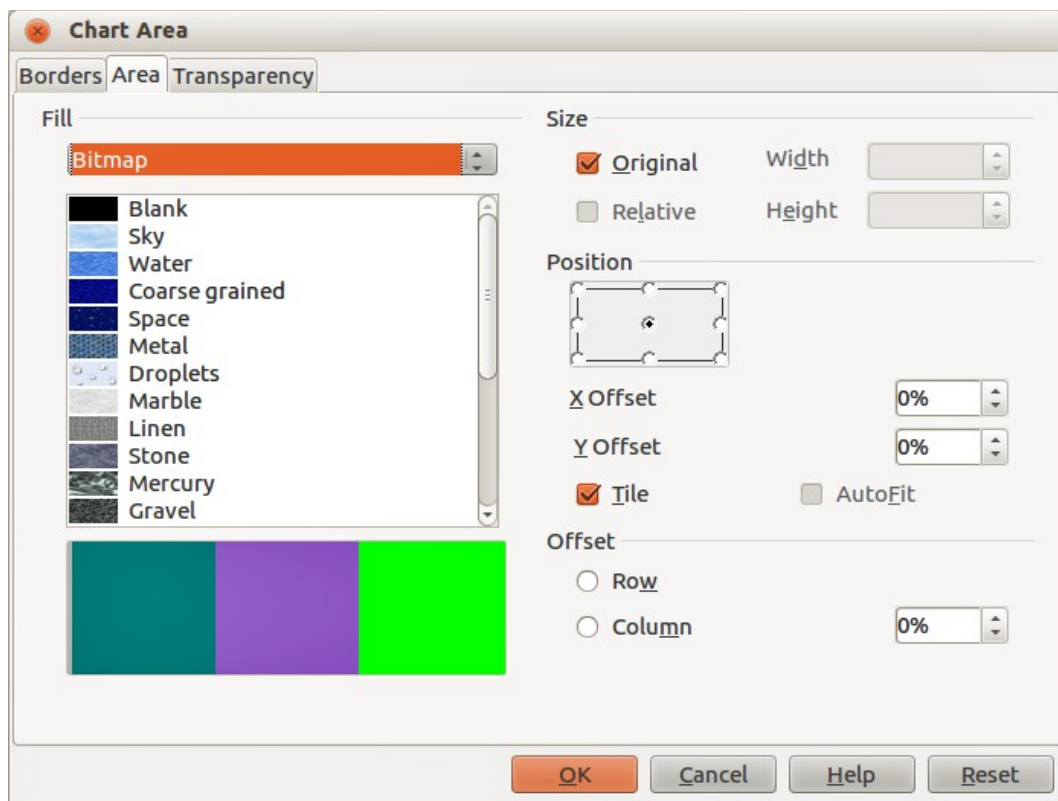 Chart Area
Borders Area Transparency
Fill
Bitmap
Blank
Sky
Water
Coarse grained
Space
Metal
Droplets
Marble
Linen
Stone
Mercury
Gravel
Size
Original Width
Relative Height
Position
X Offset 0%
Y Offset 0%
Tile AutoFit
Offset
Row
Column 0%
OK Cancel Help Reset